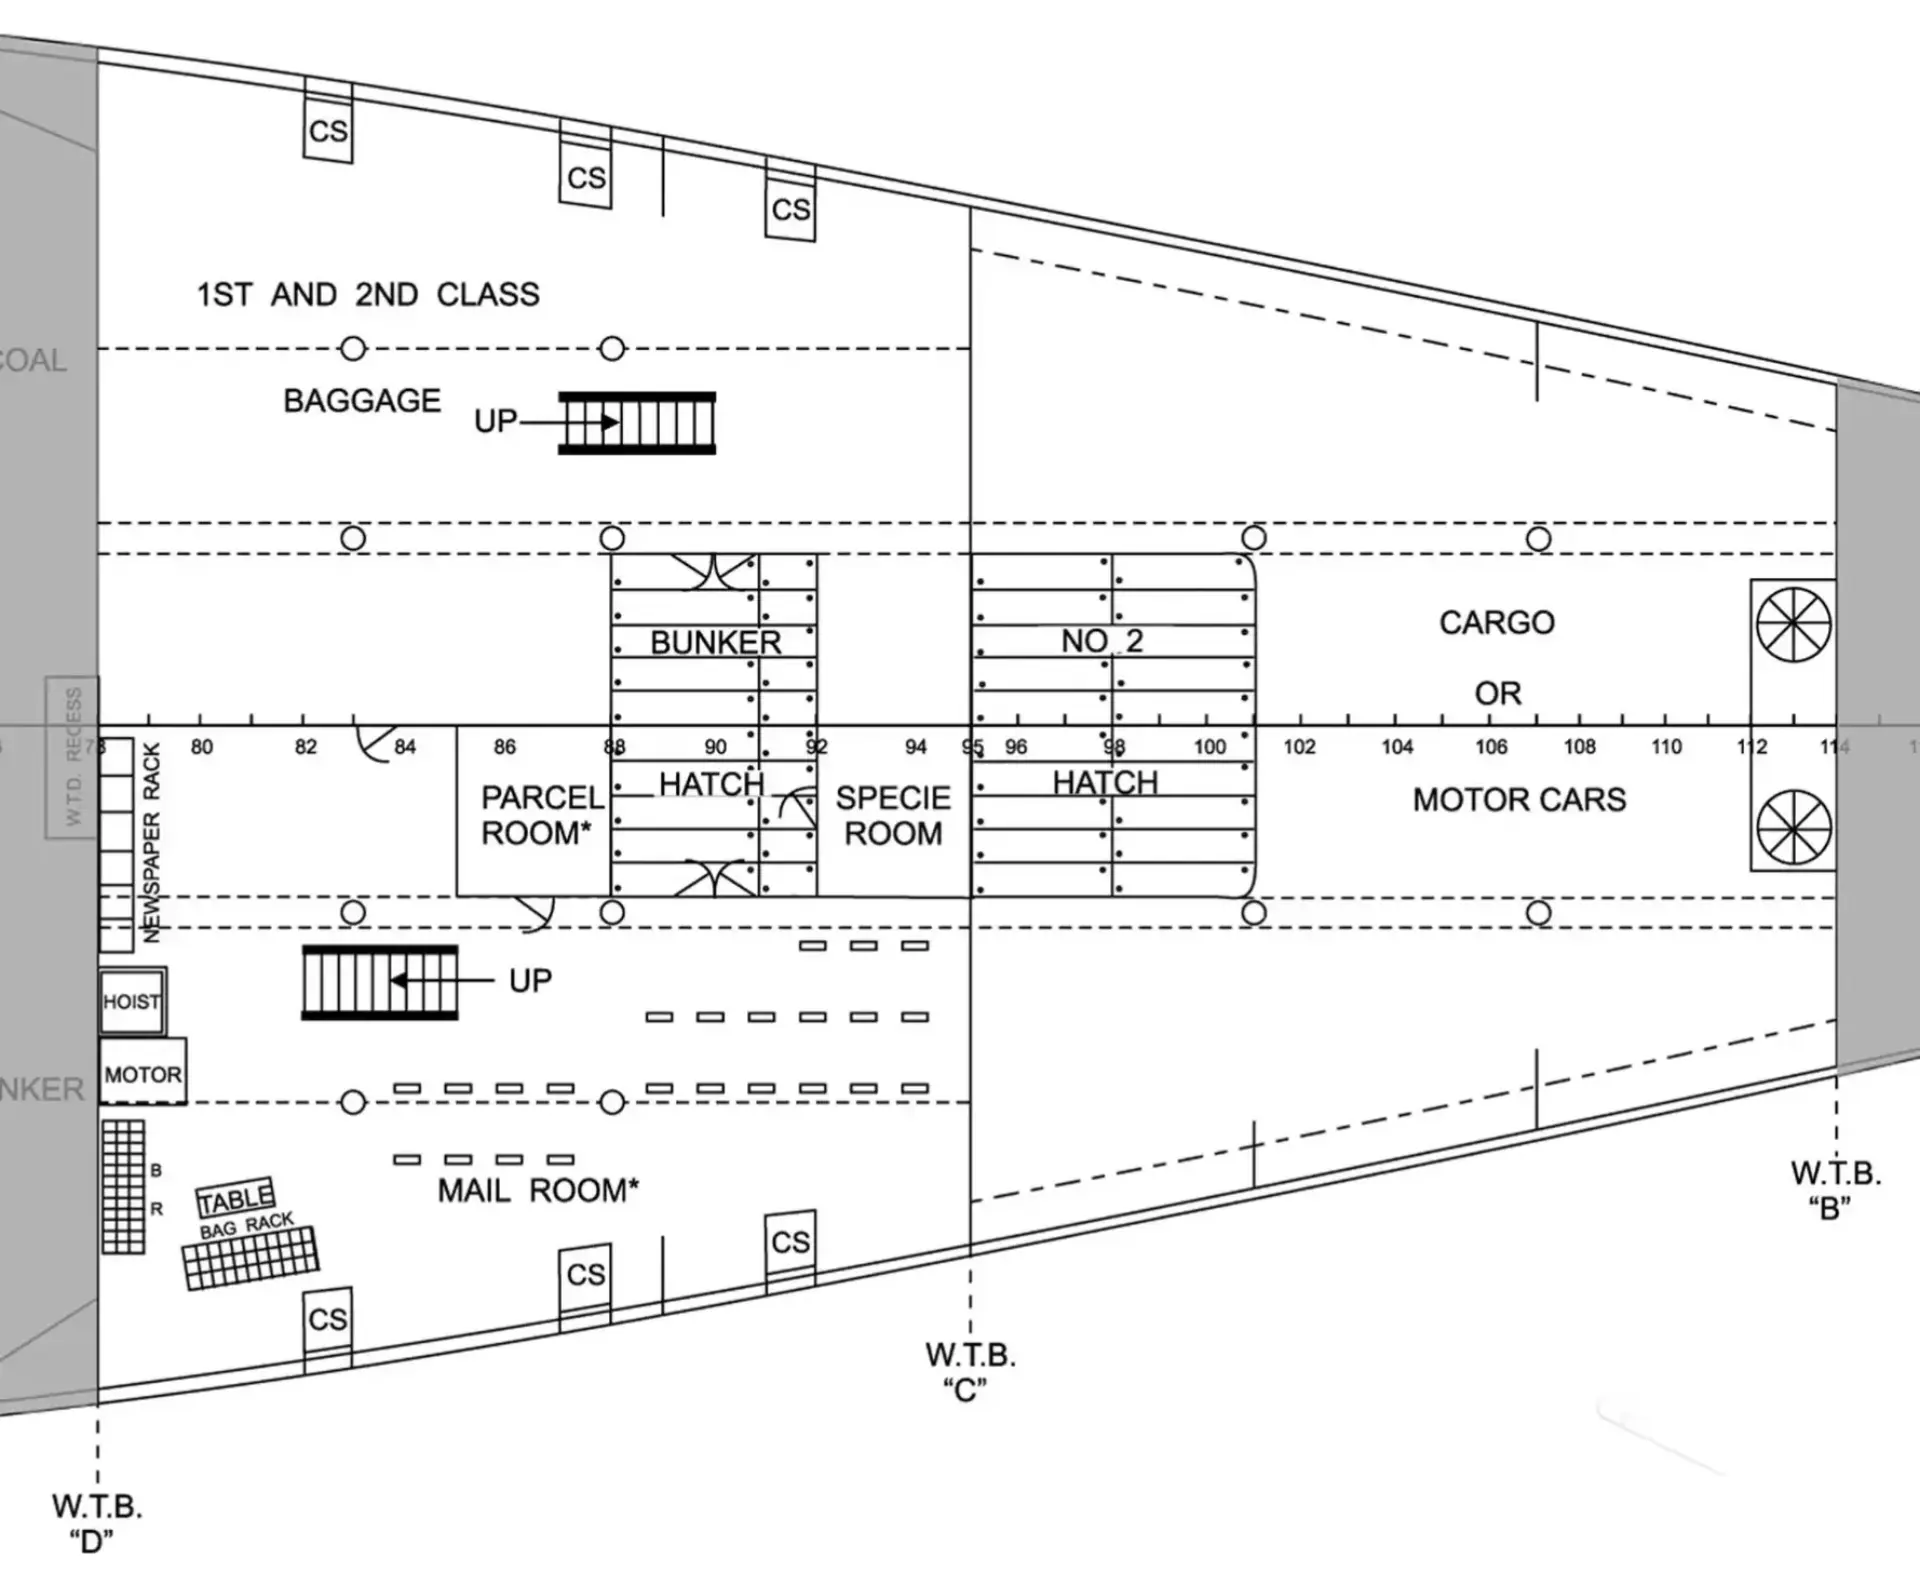 CS
CS
CS
1ST AND 2ND CLASS
COAL
BAGGAGE
UP
BUNKER
NO. 2
CARGO
OR
W.T.D. RECESS
78 80 82 84 86 88 90 92 94 95 96 98 100 102 104 106 108 110 112 114
NEWSPAPER RACK
PARCEL
ROOM*
HATCH
SPECIE
ROOM
HATCH
MOTOR CARS
HOIST
UP
MOTOR
NKER
B
R
TABLE
BAG RACK
MAIL ROOM*
CS
CS
CS
W.T.B.
“B”
W.T.B.
“C”
W.T.B.
“D”